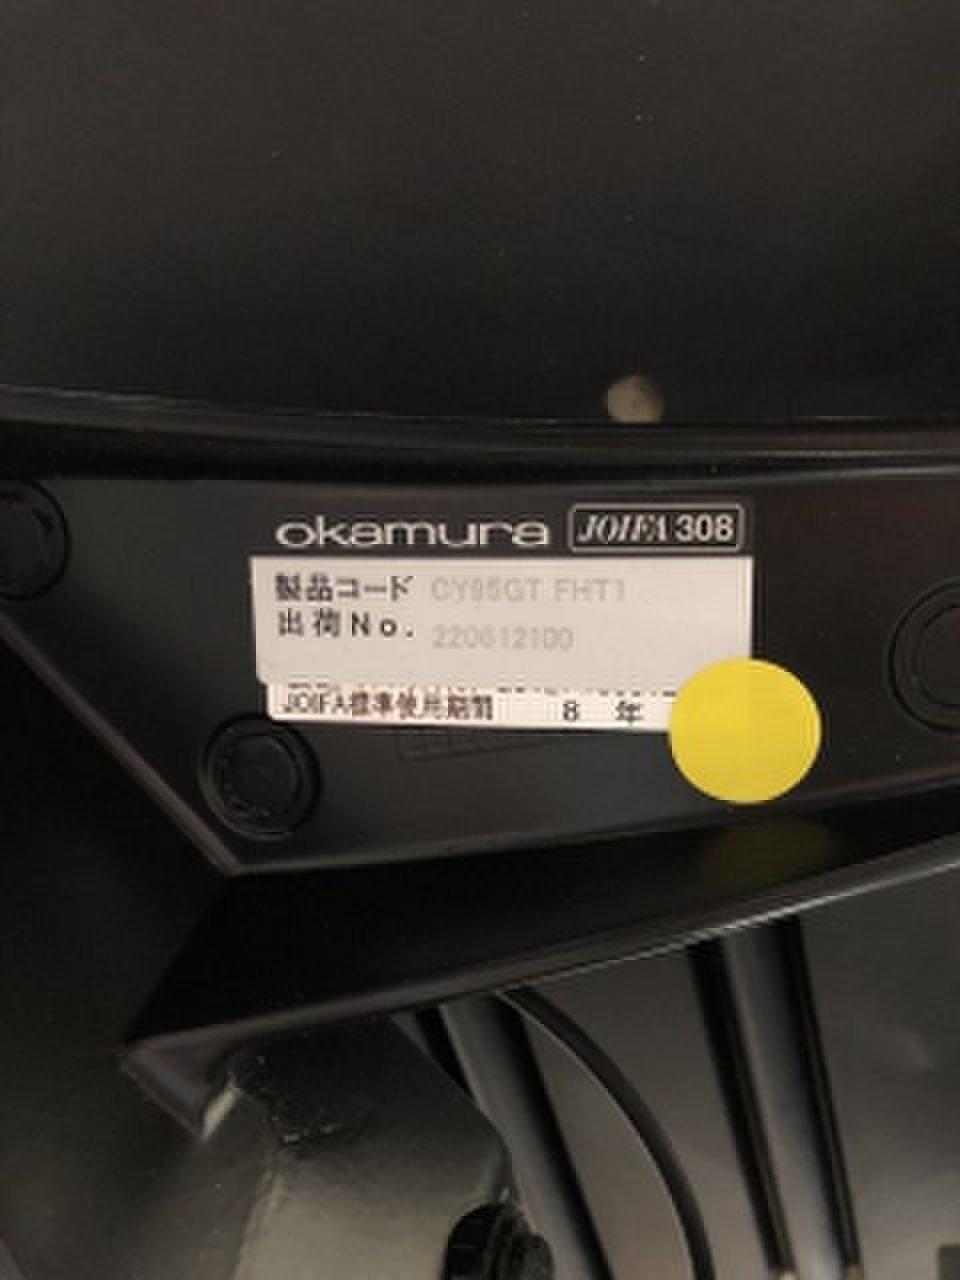 okamura JOIFA 308
製品コード CY85GT FHT1
出荷No. 220612100
JOIFA標準使用期間 8 年